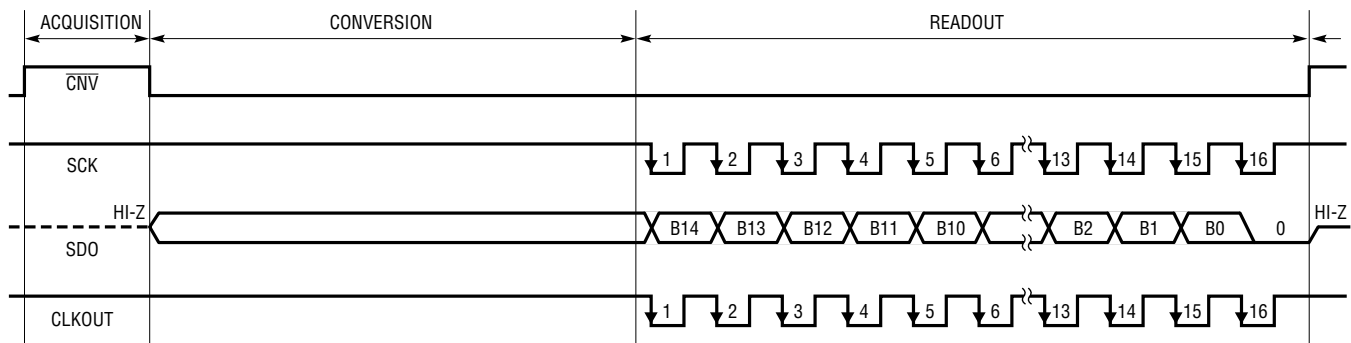 ACQUISITION CONVERSION READOUT
CNV
SCK 1 2 3 4 5 6 13 14 15 16
HI-Z B14 B13 B12 B11 B10 B2 B1 B0 0 HI-Z
SDO
CLKOUT 1 2 3 4 5 6 13 14 15 16